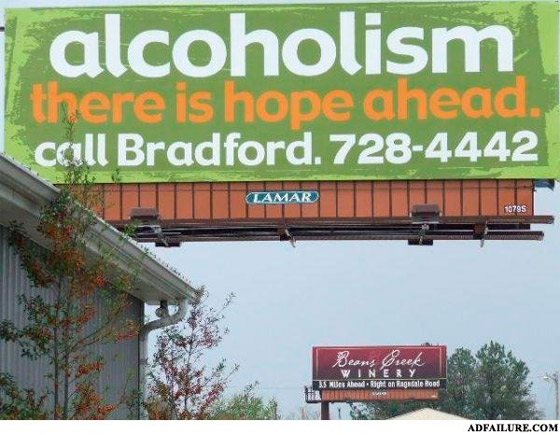 alcoholism
there is hope ahead.
call Bradford. 728-4442
LAMAR
1079S
Beans Creek
WINERY
3.5 Miles Ahead • Right on Ragsdale Road
ADFAILURE.COM